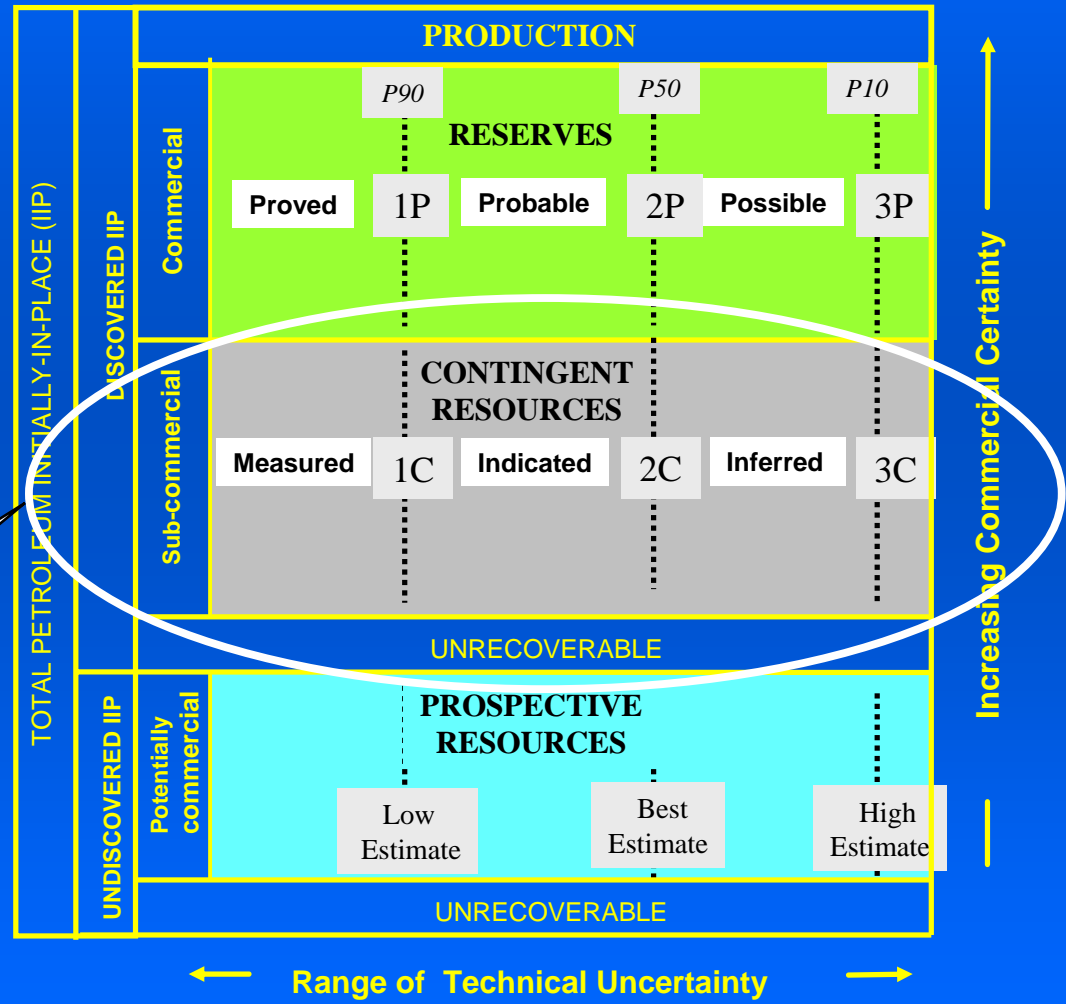 PRODUCTION
P90
P50
P10
RESERVES
Proved
1P
Probable
2P
Possible
3P
CONTINGENT
RESOURCES
Measured
1C
Indicated
2C
Inferred
3C
UNRECOVERABLE
PROSPECTIVE
RESOURCES
Low
Estimate
Best
Estimate
High
Estimate
UNRECOVERABLE
TOTAL PETROLEUM INITIALLY-IN-PLACE (IIP)
DISCOVERED IIP
UNDISCOVERED IIP
Commercial
Sub-commercial
Potentially
commercial
Increasing Commercial Certainty
Range of Technical Uncertainty